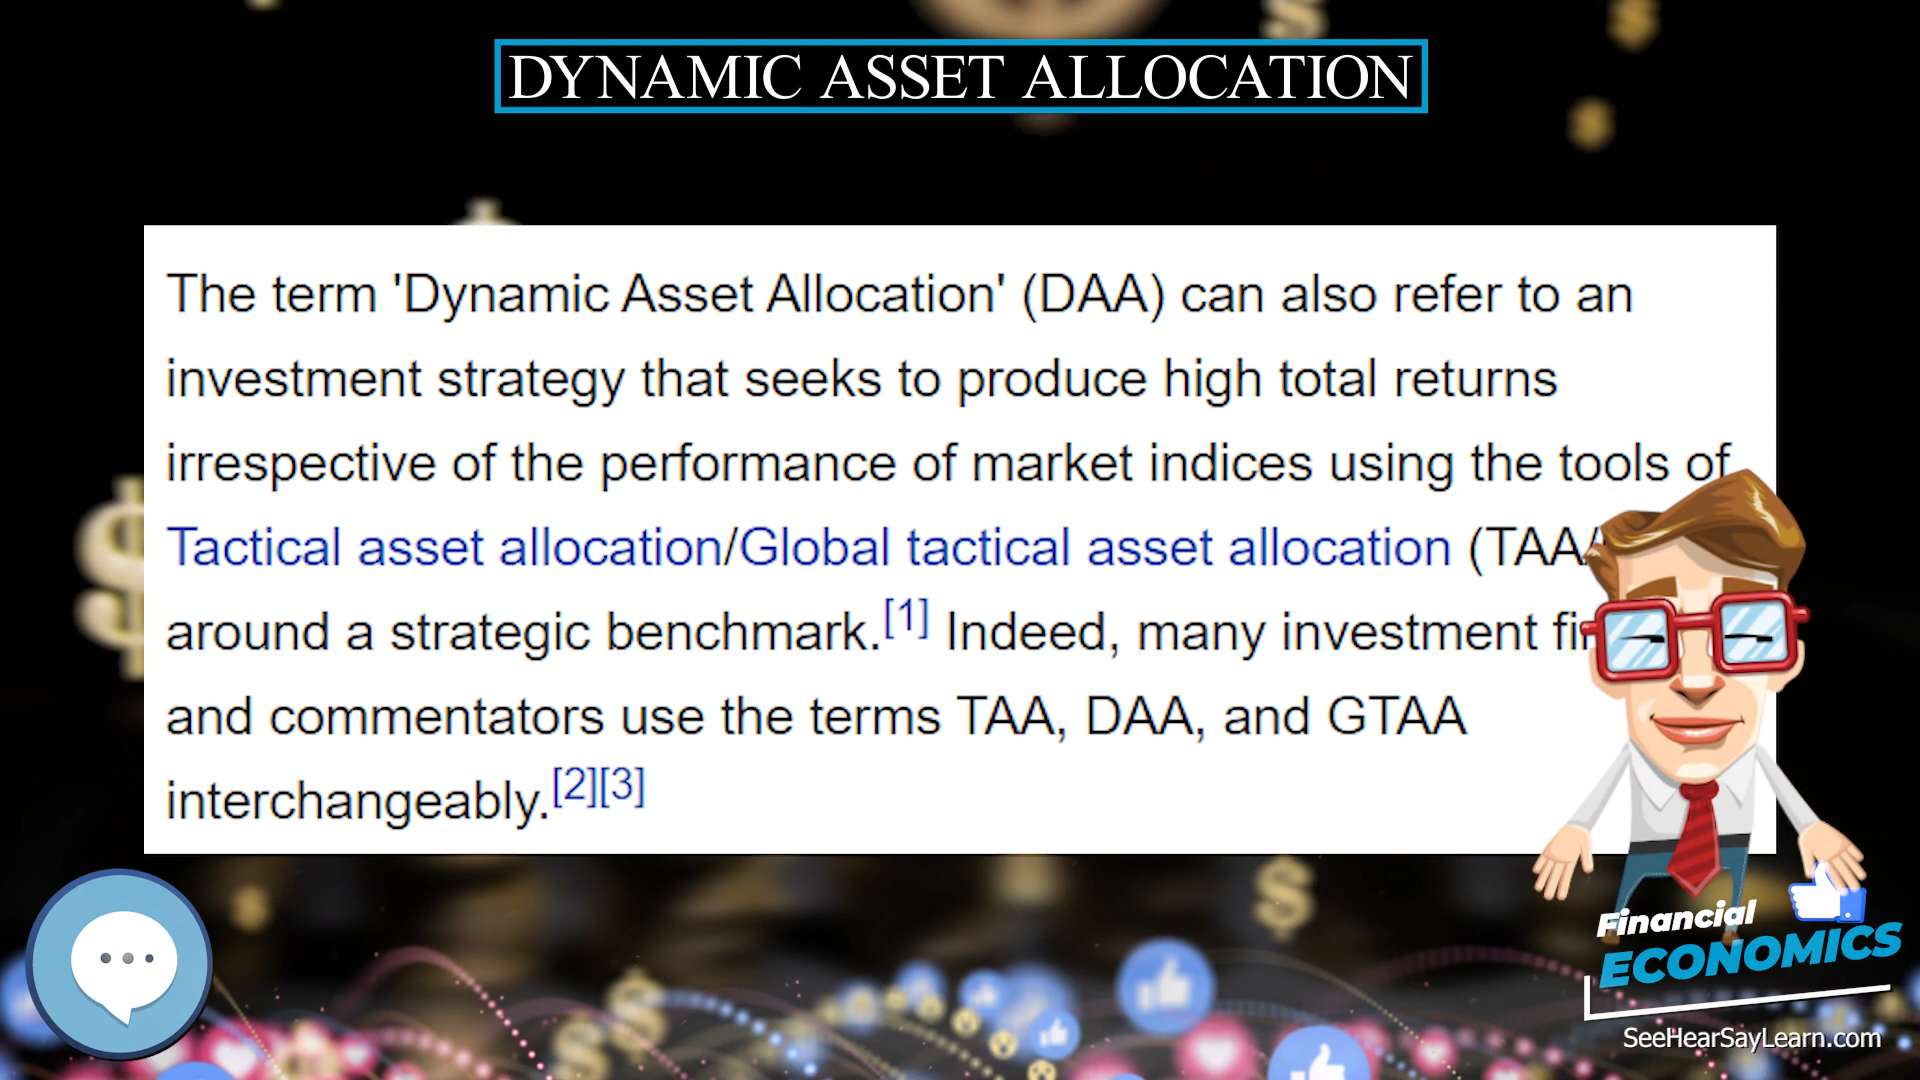 DYNAMIC ASSET ALLOCATION
The term 'Dynamic Asset Allocation' (DAA) can also refer to an
investment strategy that seeks to produce high total returns
irrespective of the performance of market indices using the tools of
Tactical asset allocation/Global tactical asset allocation (TAA/
around a strategic benchmark.[1] Indeed, many investment
and commentators use the terms TAA, DAA, and GTAA
interchangeably.[2][3]
Financial
ECONOMICS
SeeHearSayLearn.com